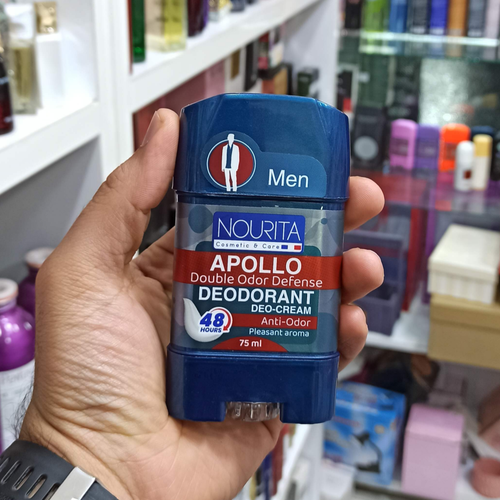 Men
NOURITA
Cosmetic & Care
APOLLO
Double Odor Defense
DEODORANT
DEO-CREAM
48
HOURS
Anti-Odor
Pleasant aroma
75 ml